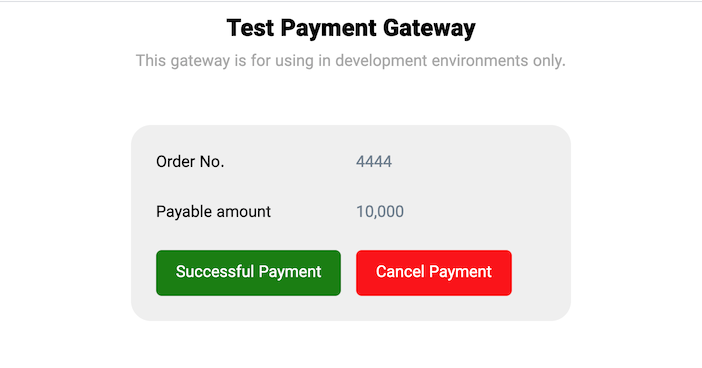 Test Payment Gateway
This gateway is for using in development environments only.
Order No. 4444
Payable amount 10,000
Successful Payment Cancel Payment